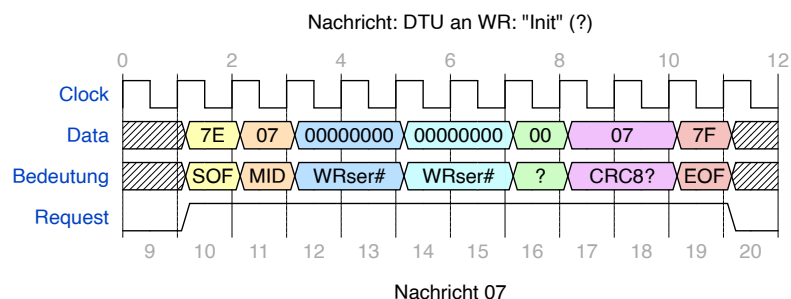 Nachricht: DTU an WR: "Init" (?)
0 2 4 6 8 10 12
Clock
Data 7E 07 00000000 00000000 00 07 7F
Bedeutung SOF MID WRser# WRser# ? CRC8? EOF
Request
9 10 11 12 13 14 15 16 17 18 19 20
Nachricht 07